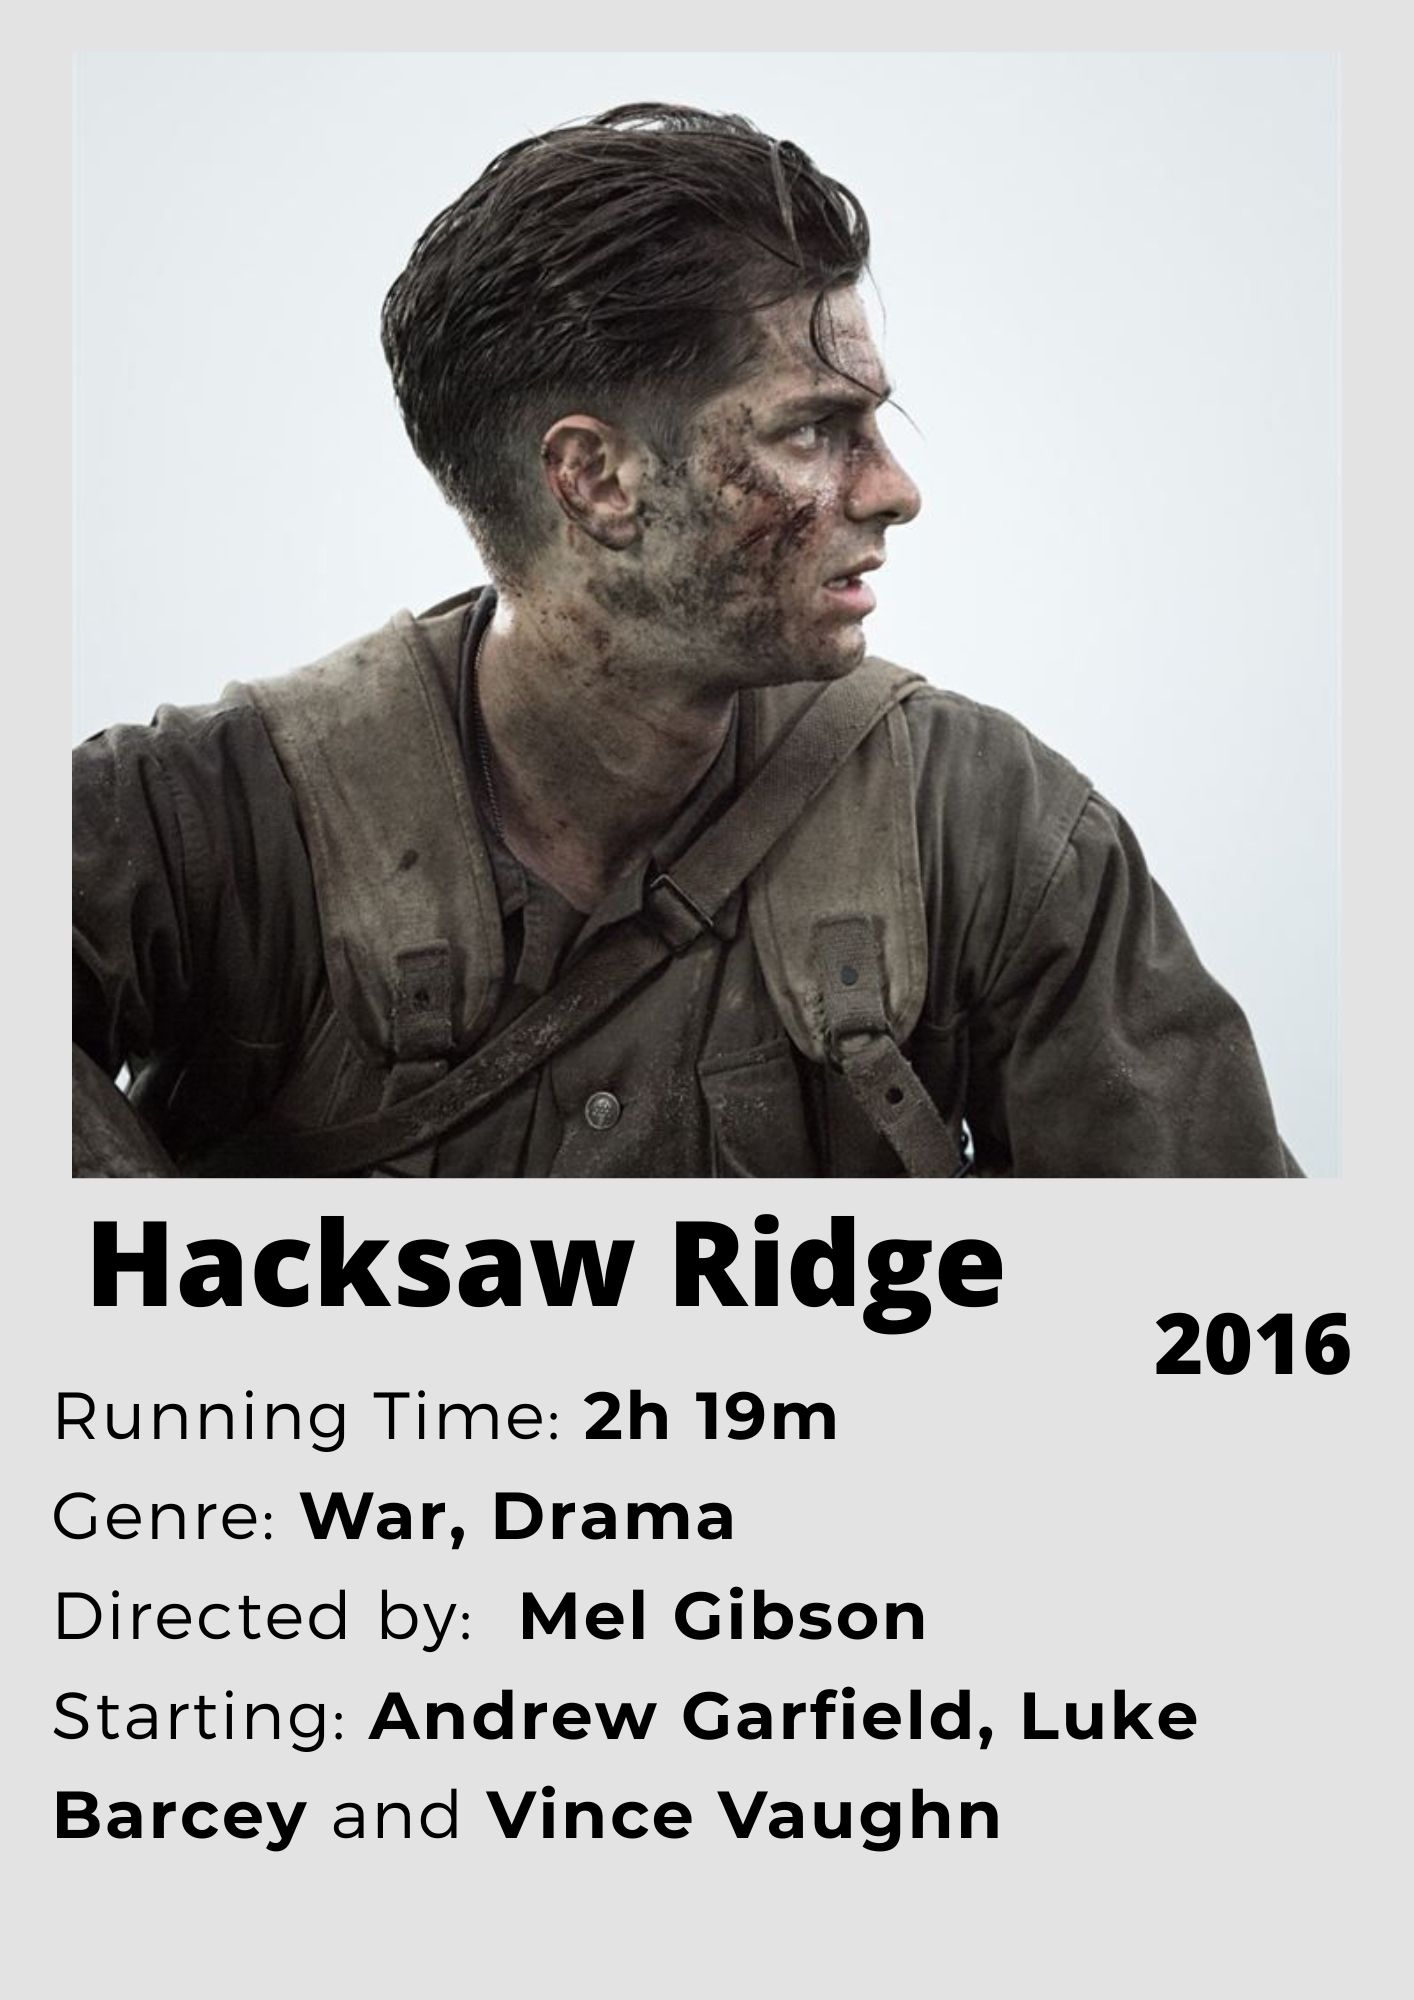 Hacksaw Ridge
2016
Running Time: 2h 19m
Genre: War, Drama
Directed by: Mel Gibson
Starting: Andrew Garfield, Luke
Barcey and Vince Vaughn